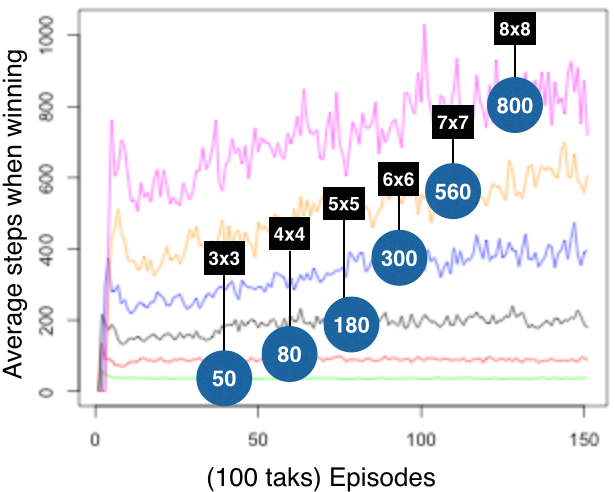 Average steps when winning
1000
800
600
400
200
0
8x8
800
7x7
560
6x6
300
5x5
180
4x4
80
3x3
50
0 50 100 150
(100 taks) Episodes